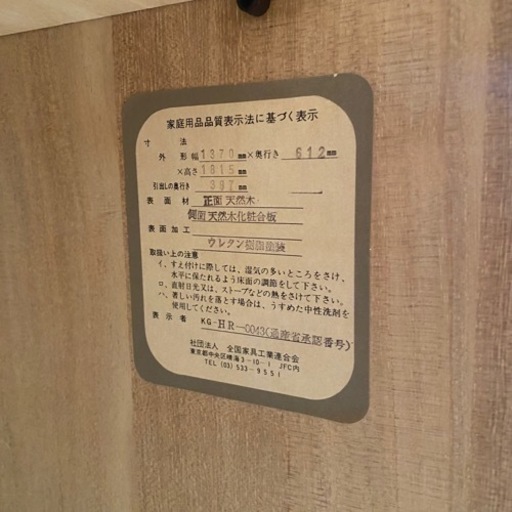 家庭用品品質表示法に基づく表示
寸法
外形 幅1370mm×奥行き612mm
×高さ1815mm
引出しの奥行き397mm
表面材 正面 天然木
側面 天然木化粧合板
表面加工
ウレタン樹脂塗装
取扱い上の注意
イ、すえ付けに際しては、湿気の多いところをさけ、
水平に保たれるよう床面の調節をして下さい。
ロ、直射日光又は、ストーブなどの熱をさけて下さい。
ハ、著しい汚れを落とす場合は、うすめた中性洗剤を
使用してください。
表示者 KG-HR-0043(通産省承認番号)
社団法人 全国家具工業連合会
東京都中央区晴海3-10-1 JFC内
TEL (03) 533-9551